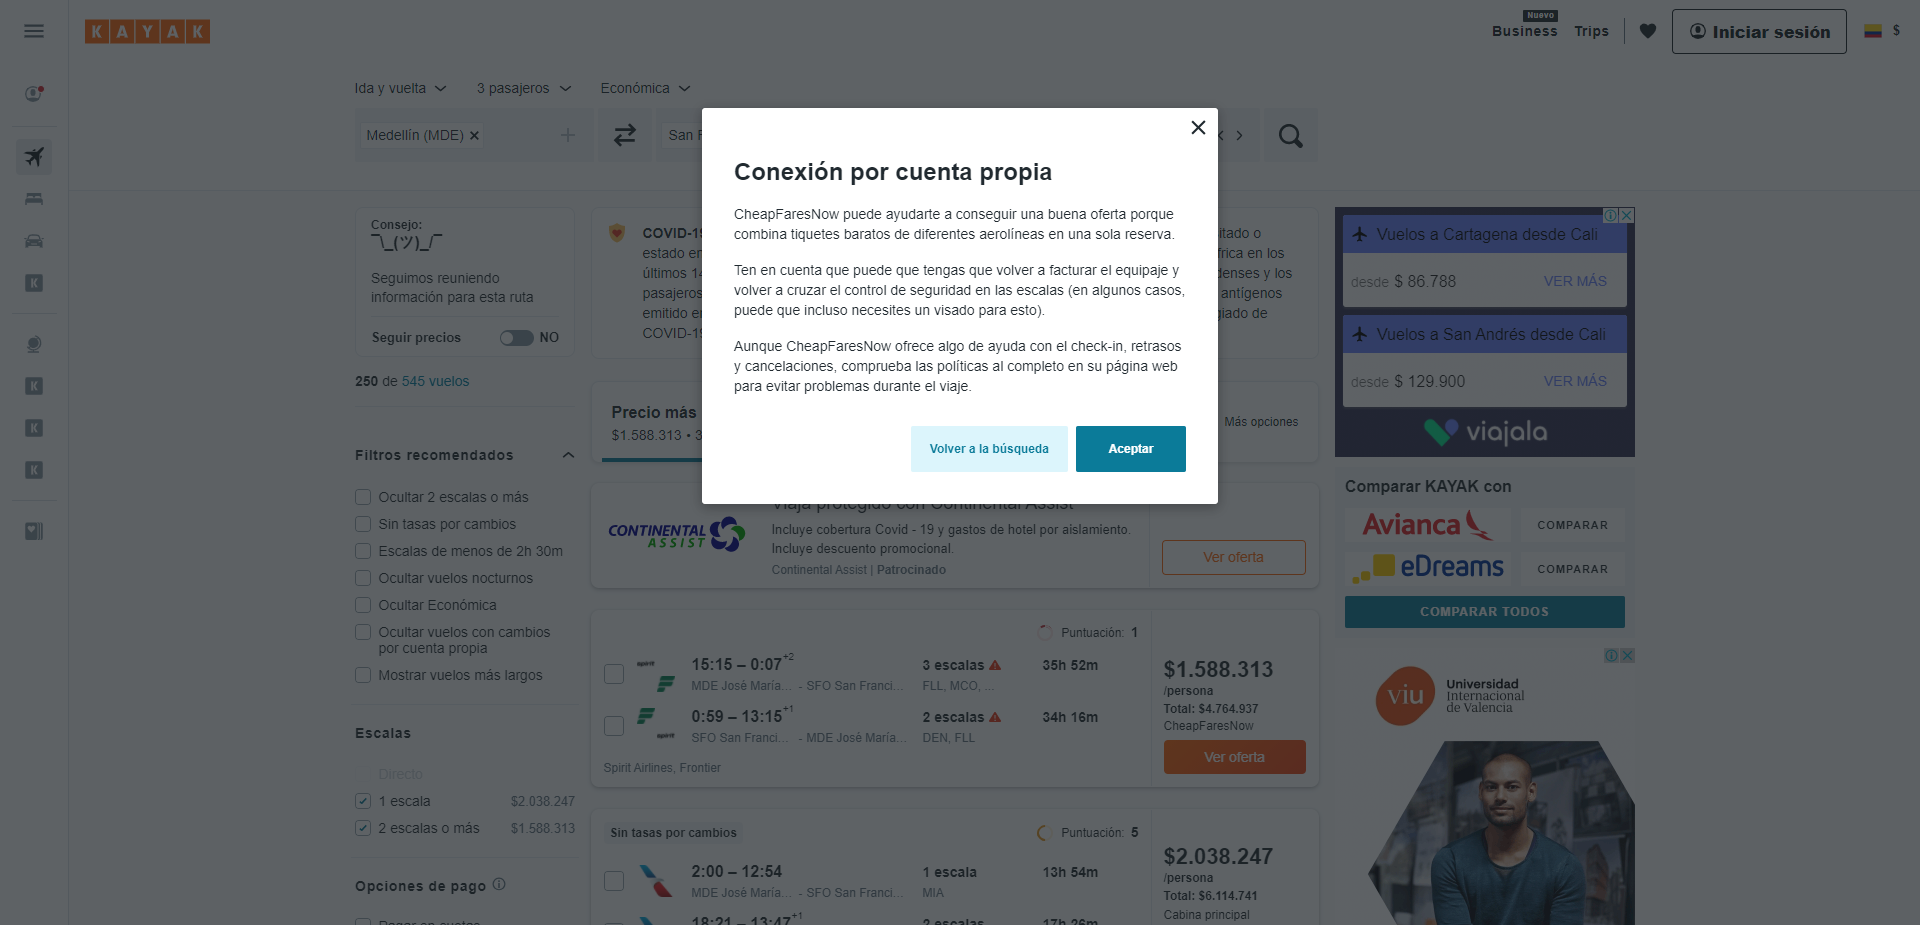 KAYAK
Nuevo
Business
Trips
Iniciar sesión
$
Ida y vuelta
3 pasajeros
Económica
Medellín (MDE)
San F
Conexión por cuenta propia
CheapFaresNow puede ayudarte a conseguir una buena oferta porque
combina tiquetes baratos de diferentes aerolíneas en una sola reserva.
Ten en cuenta que puede que tengas que volver a facturar el equipaje y
volver a cruzar el control de seguridad en las escalas (en algunos casos,
puede que incluso necesites un visado para esto).
Aunque CheapFaresNow ofrece algo de ayuda con el check-in, retrasos
y cancelaciones, comprueba las políticas al completo en su página web
para evitar problemas durante el viaje.
Volver a la búsqueda
Aceptar
Consejo:
¯\_(ツ)_/¯
Seguimos reuniendo
información para esta ruta
Seguir precios
NO
250 de 545 vuelos
Filtros recomendados
Ocultar 2 escalas o más
Sin tasas por cambios
Escalas de menos de 2h 30m
Ocultar vuelos nocturnos
Ocultar Económica
Ocultar vuelos con cambios
por cuenta propia
Mostrar vuelos más largos
Escalas
Directo
1 escala $2.038.247
2 escalas o más $1.588.313
Opciones de pago
Pagar en cuotas
COVID-19
estado en
últimos 14
pasajeros
emitido e
COVID-19
itado o
frica en los
denses y los
antígenos
giado de
Precio más
$1.588.313 • 3
Más opciones
CONTINENTAL
ASSIST
Viaja protegido con Continental Assist
Incluye cobertura Covid - 19 y gastos de hotel por aislamiento.
Incluye descuento promocional.
Continental Assist | Patrocinado
Ver oferta
Puntuación: 1
spirit
15:15 – 0:07 +2
MDE José María... - SFO San Franci...
3 escalas
FLL, MCO, ...
35h 52m
0:59 – 13:15 +1
SFO San Franci... - MDE José María...
2 escalas
DEN, FLL
34h 16m
spirit
Spirit Airlines, Frontier
$1.588.313
/persona
Total: $4.764.937
CheapFaresNow
Ver oferta
Sin tasas por cambios
Puntuación: 5
2:00 – 12:54
MDE José María... - SFO San Franci...
1 escala
MIA
13h 54m
18:21 – 13:47 +1
2 escalas
17h 26m
$2.038.247
/persona
Total: $6.114.741
Cabina principal
Vuelos a Cartagena desde Cali
desde $ 86.788
VER MÁS
Vuelos a San Andrés desde Cali
desde $ 129.900
VER MÁS
viajala
Comparar KAYAK con
Avianca
COMPARAR
eDreams
COMPARAR
COMPARAR TODOS
viu
Universidad
Internacional
de Valencia